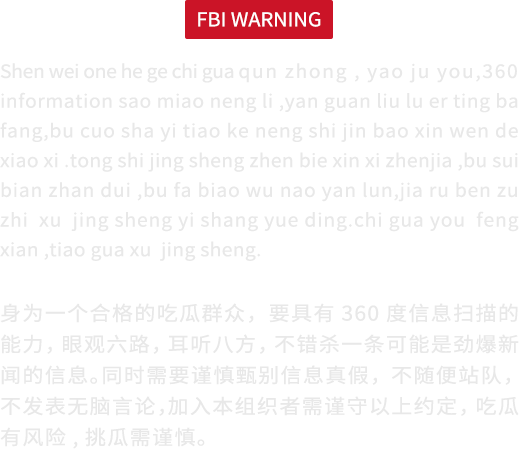 FBI WARNING
Shen wei one he ge chi gua qun zhong , yao ju you,360
information sao miao neng li ,yan guan liu lu er ting ba
fang,bu cuo sha yi tiao ke neng shi jin bao xin wen de
xiao xi .tong shi jing sheng zhen bie xin xi zhenjia ,bu sui
bian zhan dui ,bu fa biao wu nao yan lun,jia ru ben zu
zhi xu jing sheng yi shang yue ding.chi gua you feng
xian ,tiao gua xu jing sheng.
身为一个合格的吃瓜群众，要具有 360 度信息扫描的
能力，眼观六路，耳听八方，不错杀一条可能是劲爆新
闻的信息。同时需要谨慎甄别信息真假，不随便站队，
不发表无脑言论，加入本组织者需谨守以上约定，吃瓜
有风险，挑瓜需谨慎。